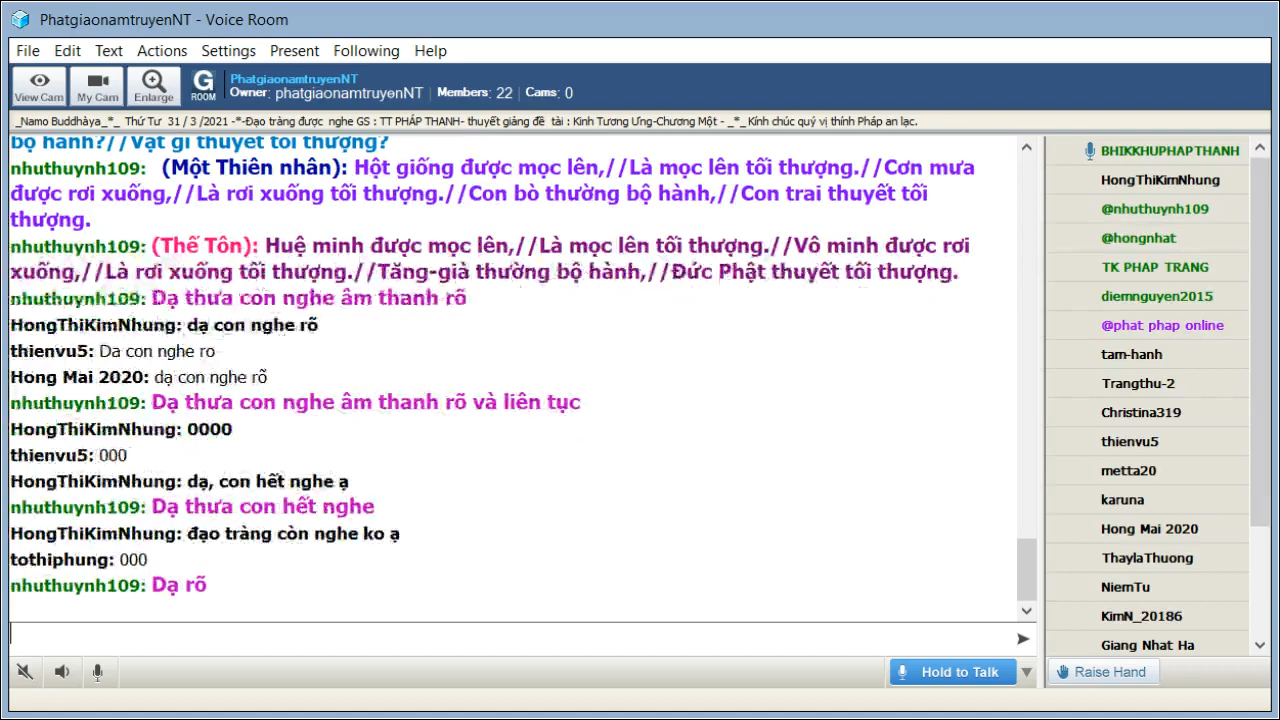 PhatgiaonamtruyenNT - Voice Room
File Edit Text Actions Settings Present Following Help
View Cam My Cam Enlarge G ROOM
PhatgiaonamtruyenNT
Owner: phatgiaonamtruyenNT Members: 22 Cams: 0
_Namo Buddhàya_*_ Thứ Tư 31 / 3 /2021 -*-Đạo tràng được nghe GS : TT PHÁP THANH- thuyết giảng đề tài : Kinh Tương Ưng-Chương Một - _*_ Kính chúc quý vị thính Pháp an lạc.
bộ hành?//Vật gì thuyết tối thượng?
nhuthuynh109: (Một Thiên nhân): Hột giống được mọc lên,//Là mọc lên tối thượng.//Cơn mưa
được rơi xuống,//Là rơi xuống tối thượng.//Con bò thường bộ hành,//Con trai thuyết tối
thượng.
nhuthuynh109: (Thế Tôn): Huệ minh được mọc lên,//Là mọc lên tối thượng.//Vô minh được rơi
xuống,//Là rơi xuống tối thượng.//Tăng-già thường bộ hành,//Đức Phật thuyết tối thượng.
nhuthuynh109: Dạ thưa con nghe âm thanh rõ
HongThiKimNhung: dạ con nghe rõ
thienvu5: Da con nghe ro
Hong Mai 2020: dạ con nghe rõ
nhuthuynh109: Dạ thưa con nghe âm thanh rõ và liên tục
HongThiKimNhung: 0000
thienvu5: 000
HongThiKimNhung: dạ, con hết nghe ạ
nhuthuynh109: Dạ thưa con hết nghe
HongThiKimNhung: đạo tràng còn nghe ko ạ
tothiphung: 000
nhuthuynh109: Dạ rõ
BHIKKHUPHAPTHANH
HongThiKimNhung
@nhuthuynh109
@hongnhat
TK PHAP TRANG
diemnguyen2015
@phat phap online
tam-hanh
Trangthu-2
Christina319
thienvu5
metta20
karuna
Hong Mai 2020
ThaylaThuong
NiemTu
KimN_20186
Giang Nhat Ha
Hold to Talk
Raise Hand